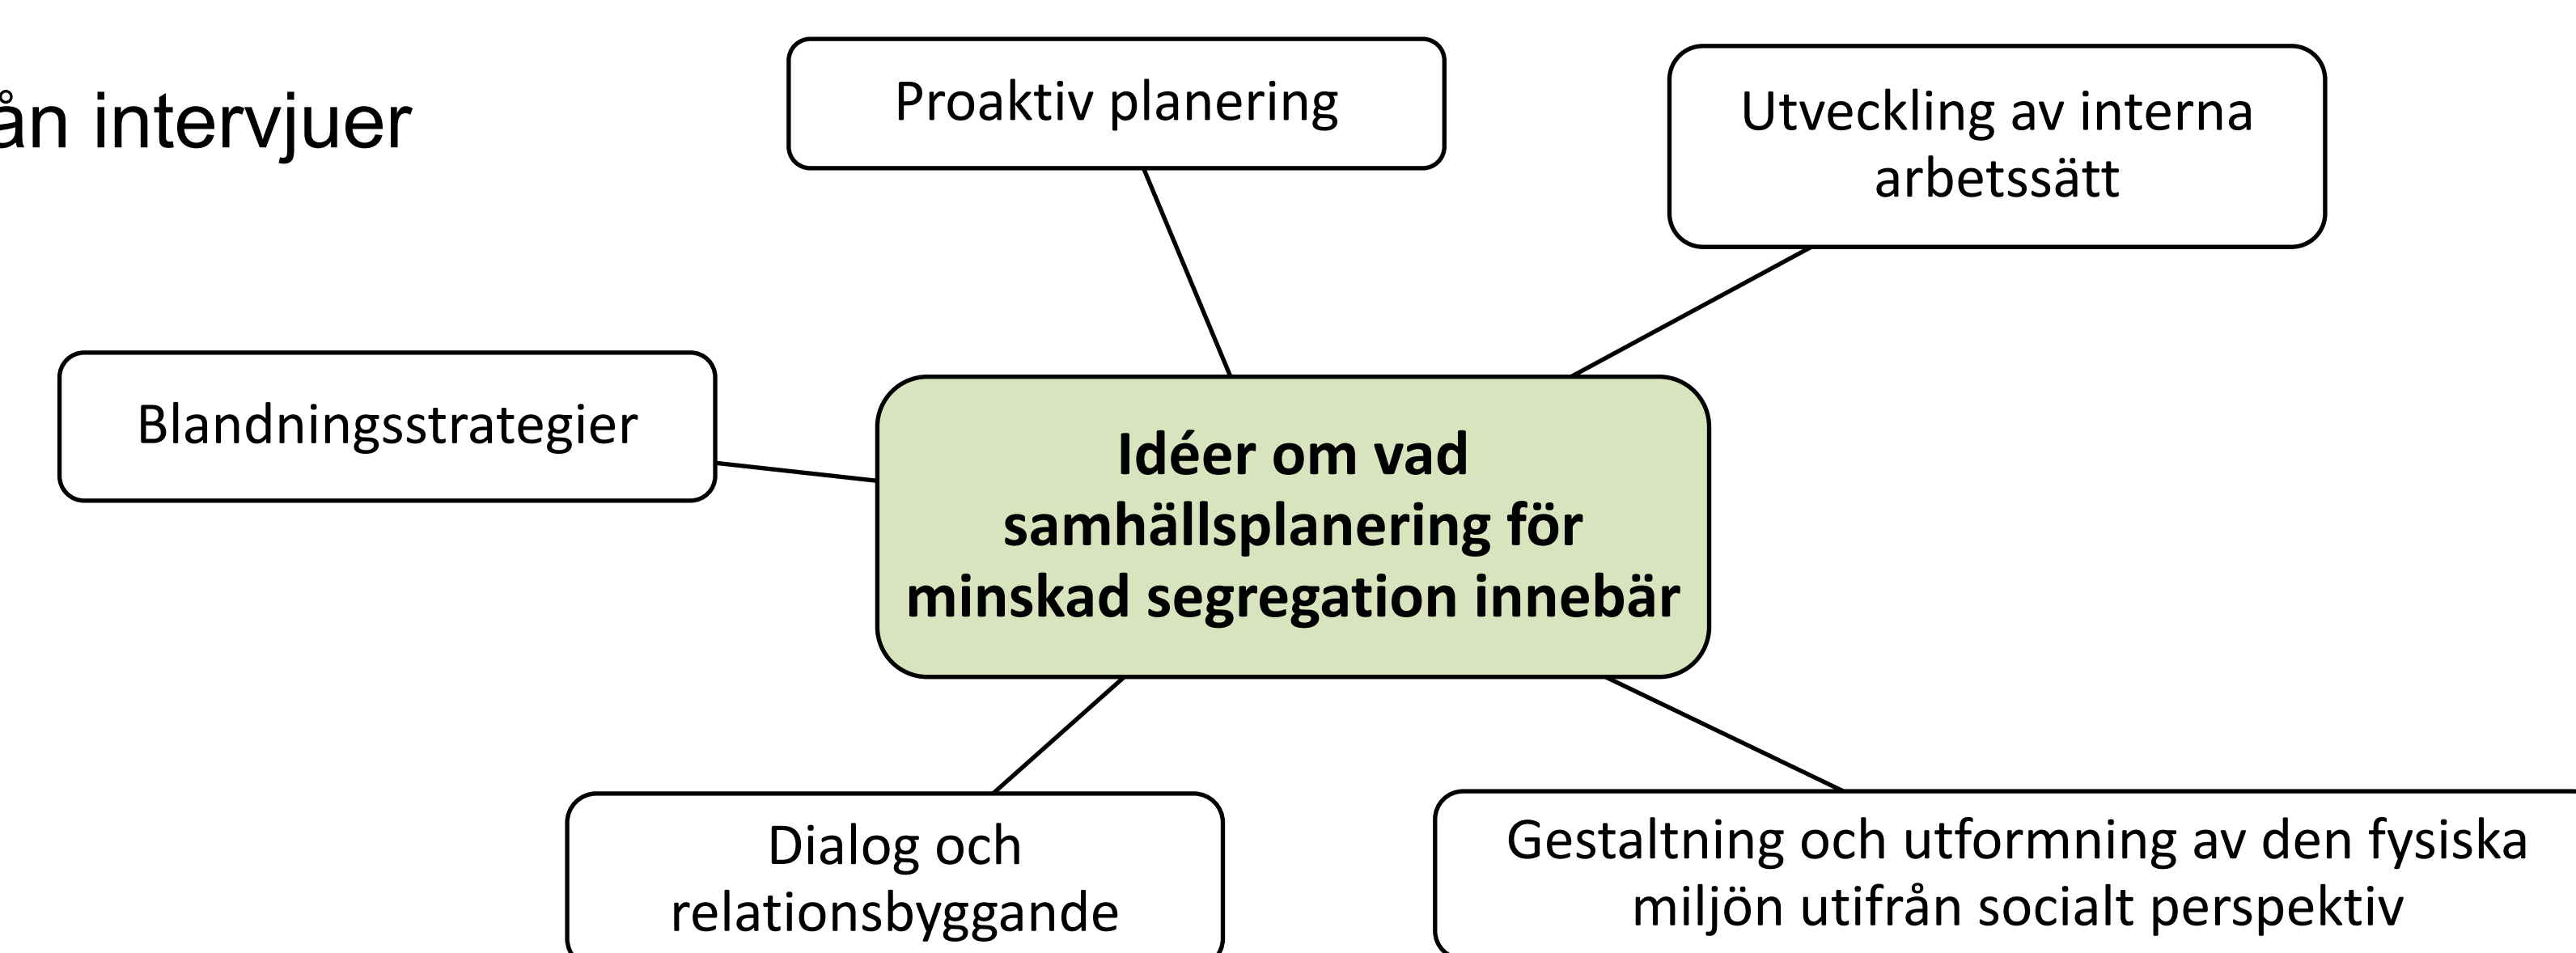 intervjuer
Proaktiv planering
Utveckling av interna
arbetssätt
Blandningsstrategier
Idéer om vad
samhällsplanering för
minskad segregation innebär
Dialog och
relationsbyggande
Gestaltning och utformning av den fysiska
miljön utifrån socialt perspektiv